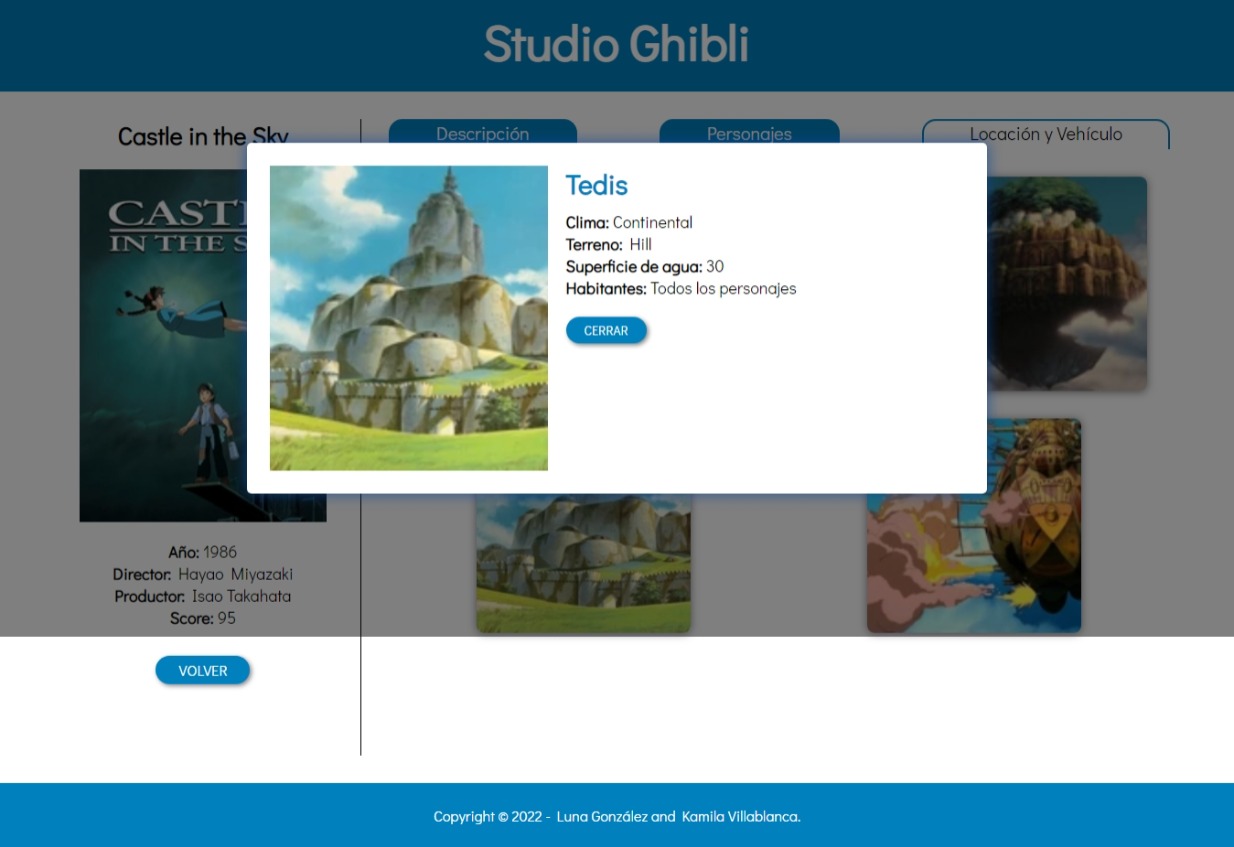 Studio Ghibli
Castle in the Sky
Descripción
Personajes
Locación y Vehículo
IN THE
Tedis
Clima: Continental
Terreno: Hill
Superficie de agua: 30
Habitantes: Todos los personajes
CERRAR
Año: 1986
Director: Hayao Miyazaki
Productor: Isao Takahata
Score: 95
VOLVER
Copyright © 2022 - Luna González and Kamila Villablanca.